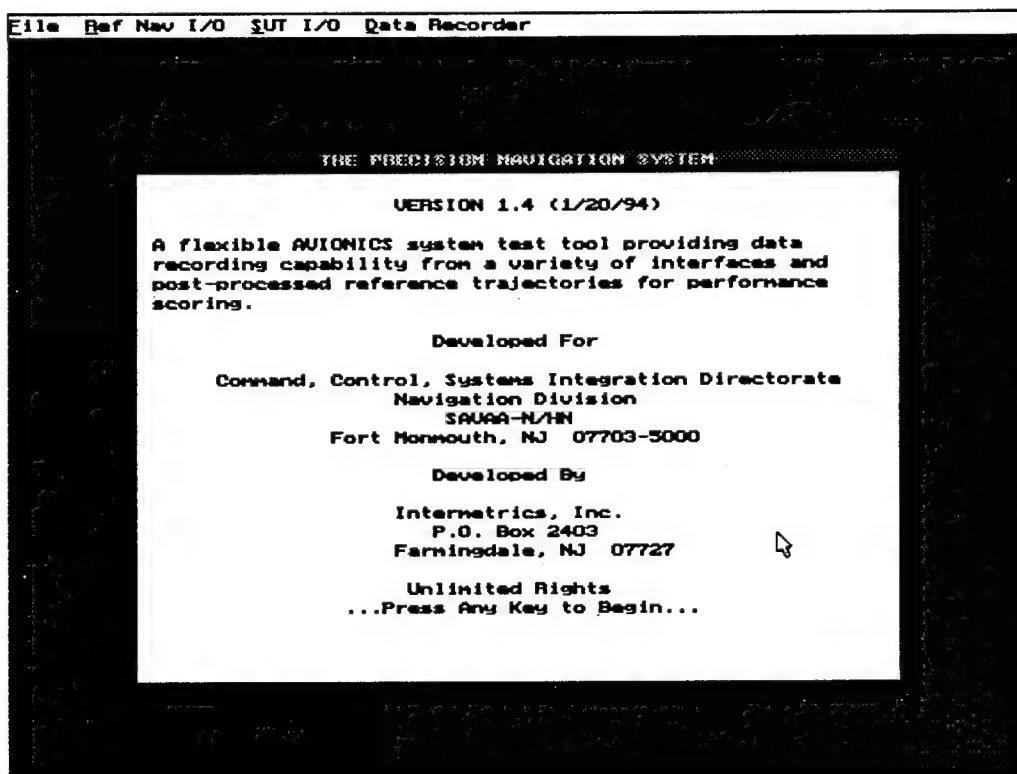 File Ref Nav I/O SUT I/O Data Recorder
THE PRECISION NAVIGATION SYSTEM
VERSION 1.4 (1/20/94)
A flexible AVIONICS system test tool providing data
recording capability from a variety of interfaces and
post-processed reference trajectories for performance
scoring.
Developed For
Command, Control, Systems Integration Directorate
Navigation Division
SAVAA-N/HN
Fort Monmouth, NJ 07703-5000
Developed By
Intermetrics, Inc.
P.O. Box 2403
Farmingdale, NJ 07727
Unlimited Rights
...Press Any Key to Begin...